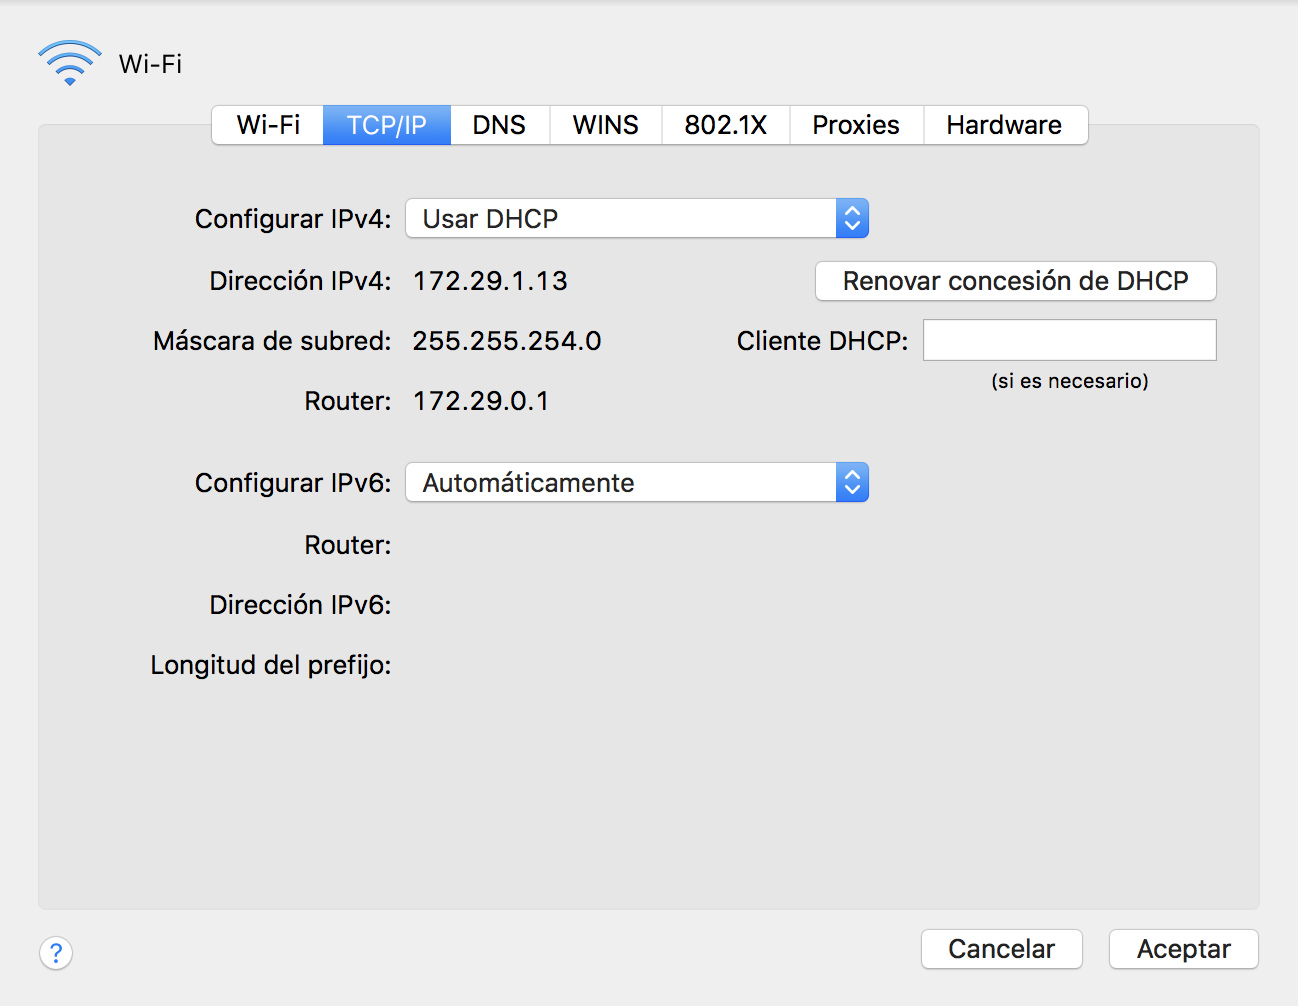 Wi-Fi
Wi-Fi TCP/IP DNS WINS 802.1X Proxies Hardware
Configurar IPv4: Usar DHCP
Dirección IPv4: 172.29.1.13 Renovar concesión de DHCP
Máscara de subred: 255.255.254.0 Cliente DHCP:
(si es necesario)
Router: 172.29.0.1
Configurar IPv6: Automáticamente
Router:
Dirección IPv6:
Longitud del prefijo:
? Cancelar Aceptar